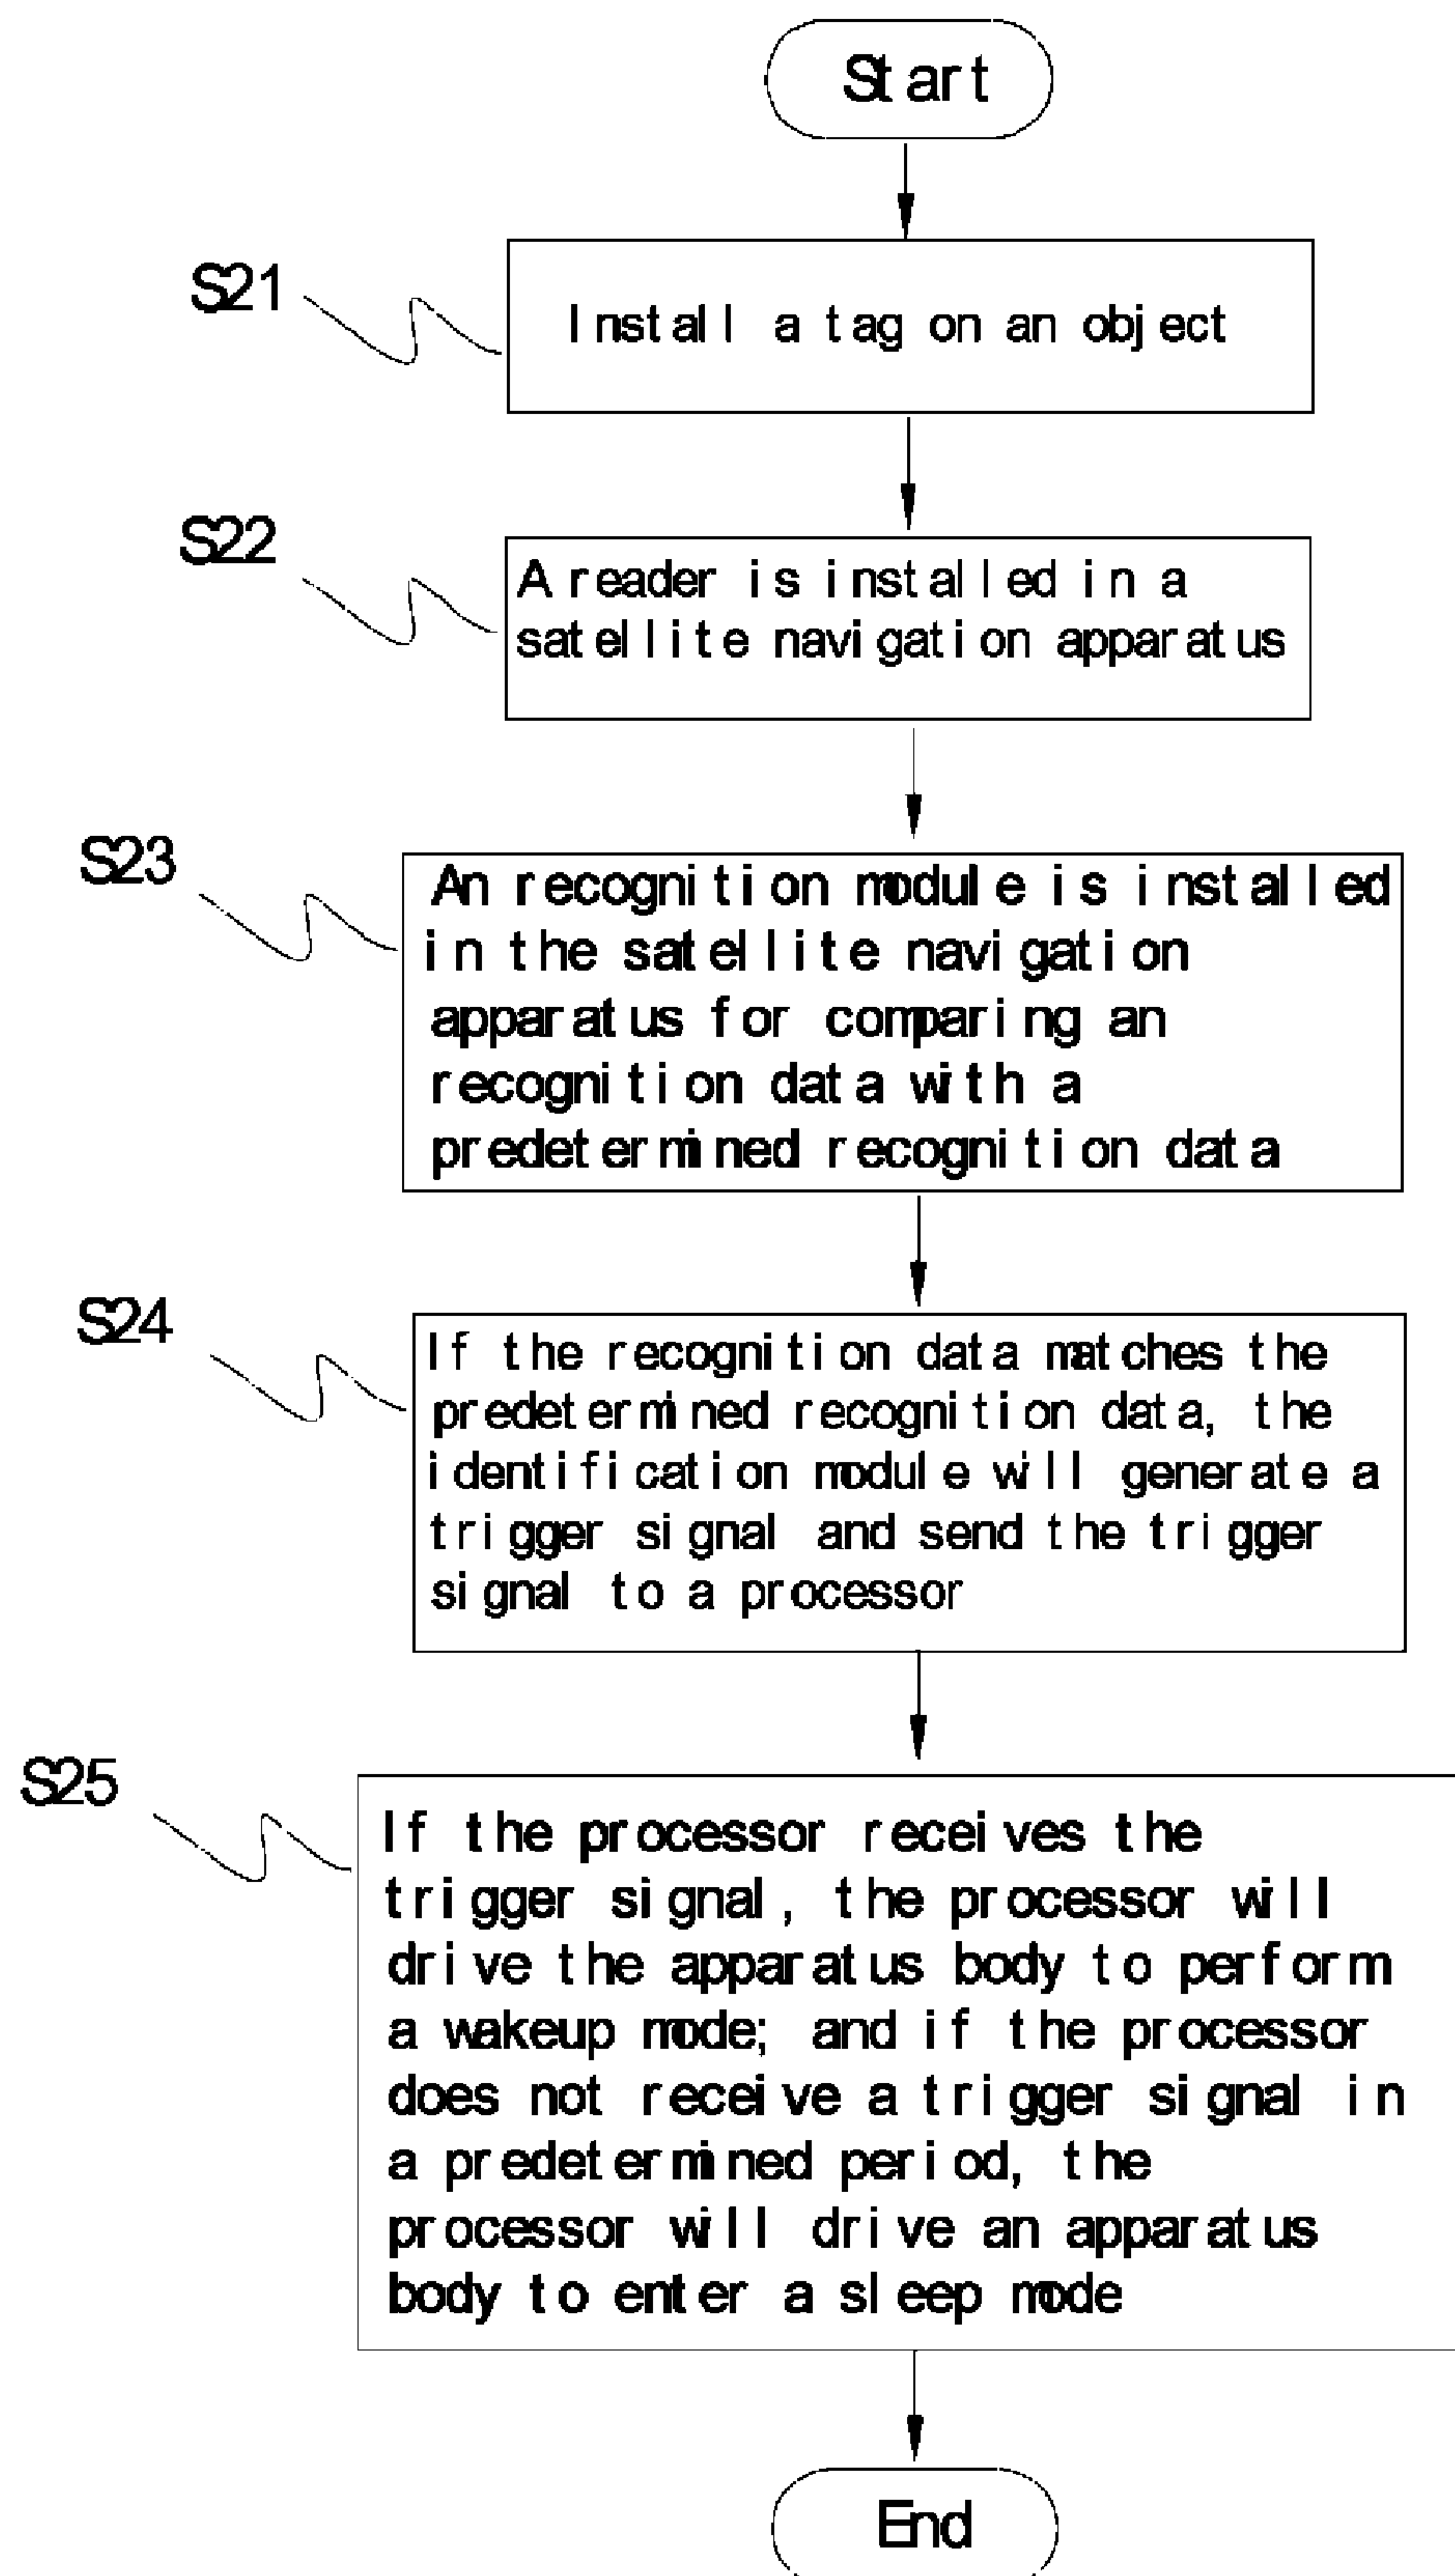 Start
S21
Install a tag on an object
S22
A reader is installed in a
satellite navigation apparatus
S23
An recognition module is installed
in the satellite navigation
apparatus for comparing an
recognition data with a
predetermined recognition data
S24
If the recognition data matches the
predetermined recognition data, the
identification module will generate a
trigger signal and send the trigger
signal to a processor
S25
If the processor receives the
trigger signal, the processor will
drive the apparatus body to perform
a wakeup mode; and if the processor
does not receive a trigger signal in
a predetermined period, the
processor will drive an apparatus
body to enter a sleep mode
End